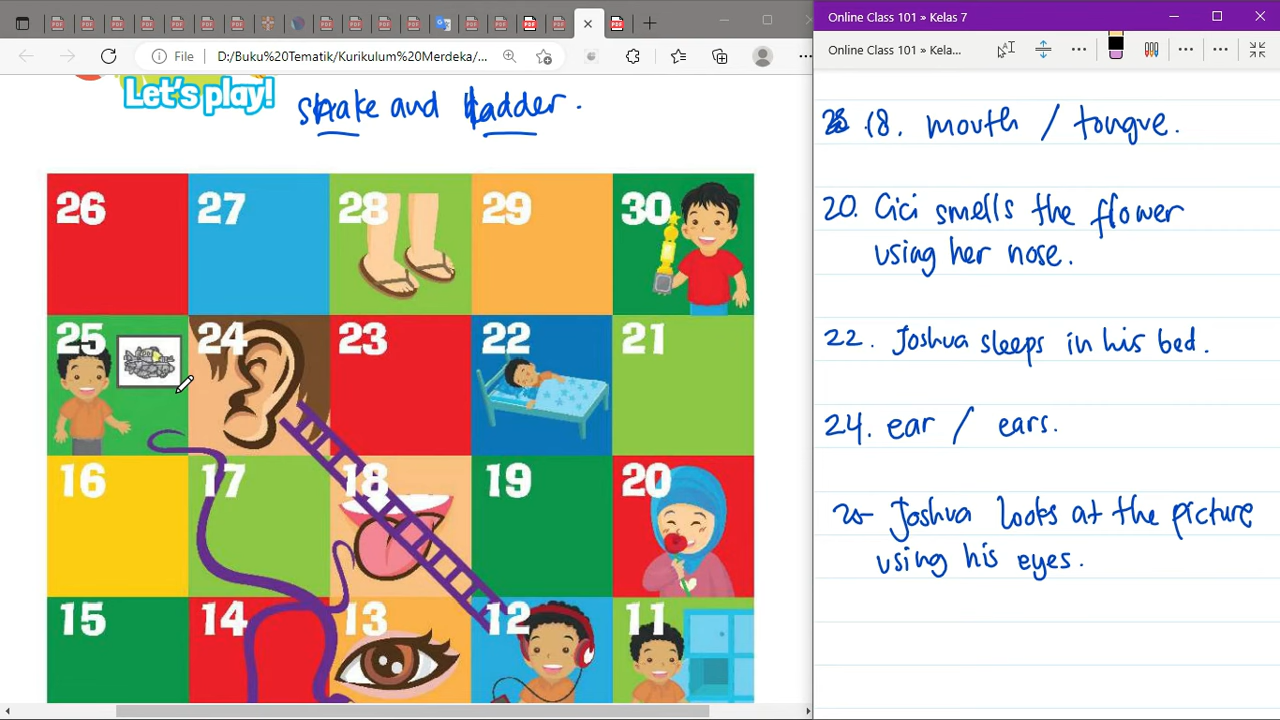 Online Class 101 » Kelas 7
File
D:/Buku%20Tematik/Kurikulum%20Merdeka/...
Online Class 101 » Kela...
Let's play!
snake and ladder.
26 27 28 29 30
25 24 23 22 21
16 17 18 19 20
15 14 13 12 11
18. mouth / tongue.
20. Cici smells the flower
using her nose.
22. Joshua sleeps in his bed.
24. ear / ears.
25 Joshua looks at the picture
using his eyes.